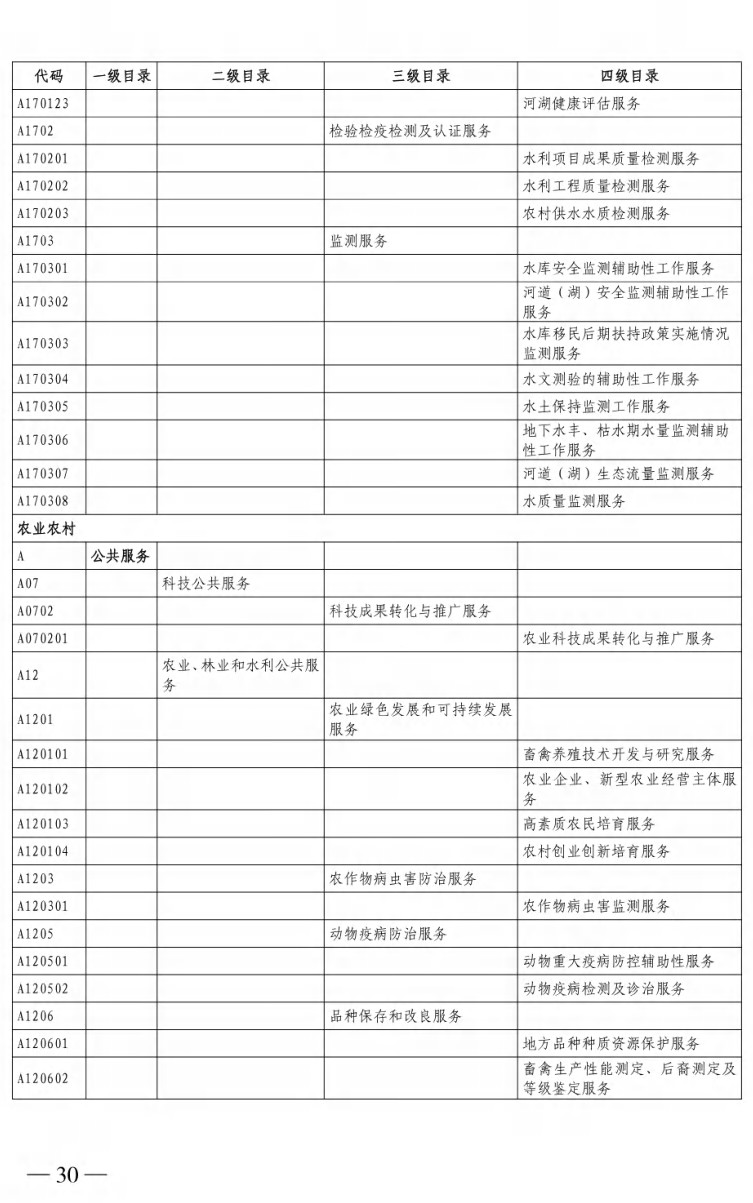 代码 一级目录 二级目录 三级目录 四级目录
A170123 河湖健康评估服务
A1702 检验检疫检测及认证服务
A170201 水利项目成果质量检测服务
A170202 水利工程质量检测服务
A170203 农村供水水质检测服务
A1703 监测服务
A170301 水库安全监测辅助性工作服务
A170302 河道（湖）安全监测辅助性工作
服务
A170303 水库移民后期扶持政策实施情况
监测服务
A170304 水文测验的辅助性工作服务
A170305 水土保持监测工作服务
A170306 地下水丰、枯水期水量监测辅助
性工作服务
A170307 河道（湖）生态流量监测服务
A170308 水质量监测服务
农业农村
A 公共服务
A07 科技公共服务
A0702 科技成果转化与推广服务
A070201 农业科技成果转化与推广服务
A12 农业、林业和水利公共服
务
A1201 农业绿色发展和可持续发展
服务
A120101 畜禽养殖技术开发与研究服务
A120102 农业企业、新型农业经营主体服
务
A120103 高素质农民培育服务
A120104 农村创业创新培育服务
A1203 农作物病虫害防治服务
A120301 农作物病虫害监测服务
A1205 动物疫病防治服务
A120501 动物重大疫病防控辅助性服务
A120502 动物疫病检测及诊治服务
A1206 品种保存和改良服务
A120601 地方品种种质资源保护服务
A120602 畜禽生产性能测定、后裔测定及
等级鉴定服务
— 30 —